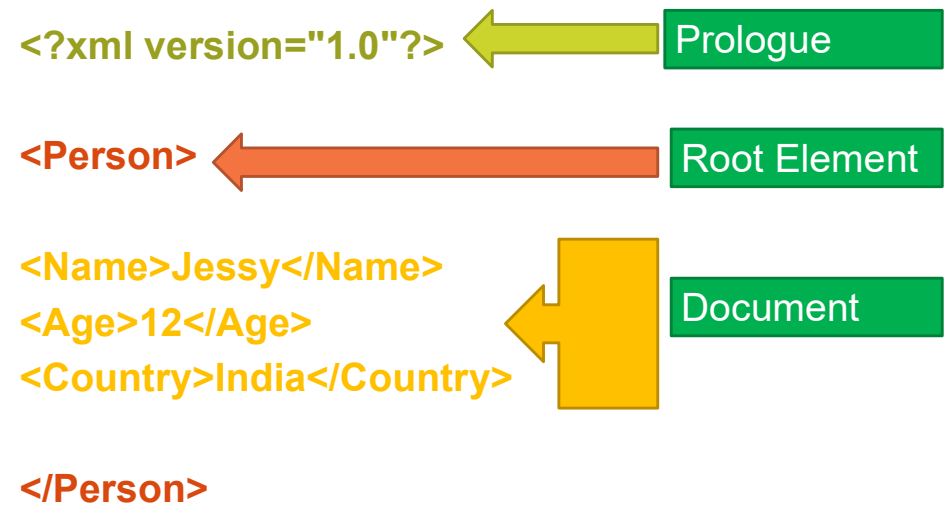 <?xml version="1.0"?>
Prologue
<Person>
Root Element
<Name>Jessy</Name>
<Age>12</Age>
<Country>India</Country>
Document
</Person>